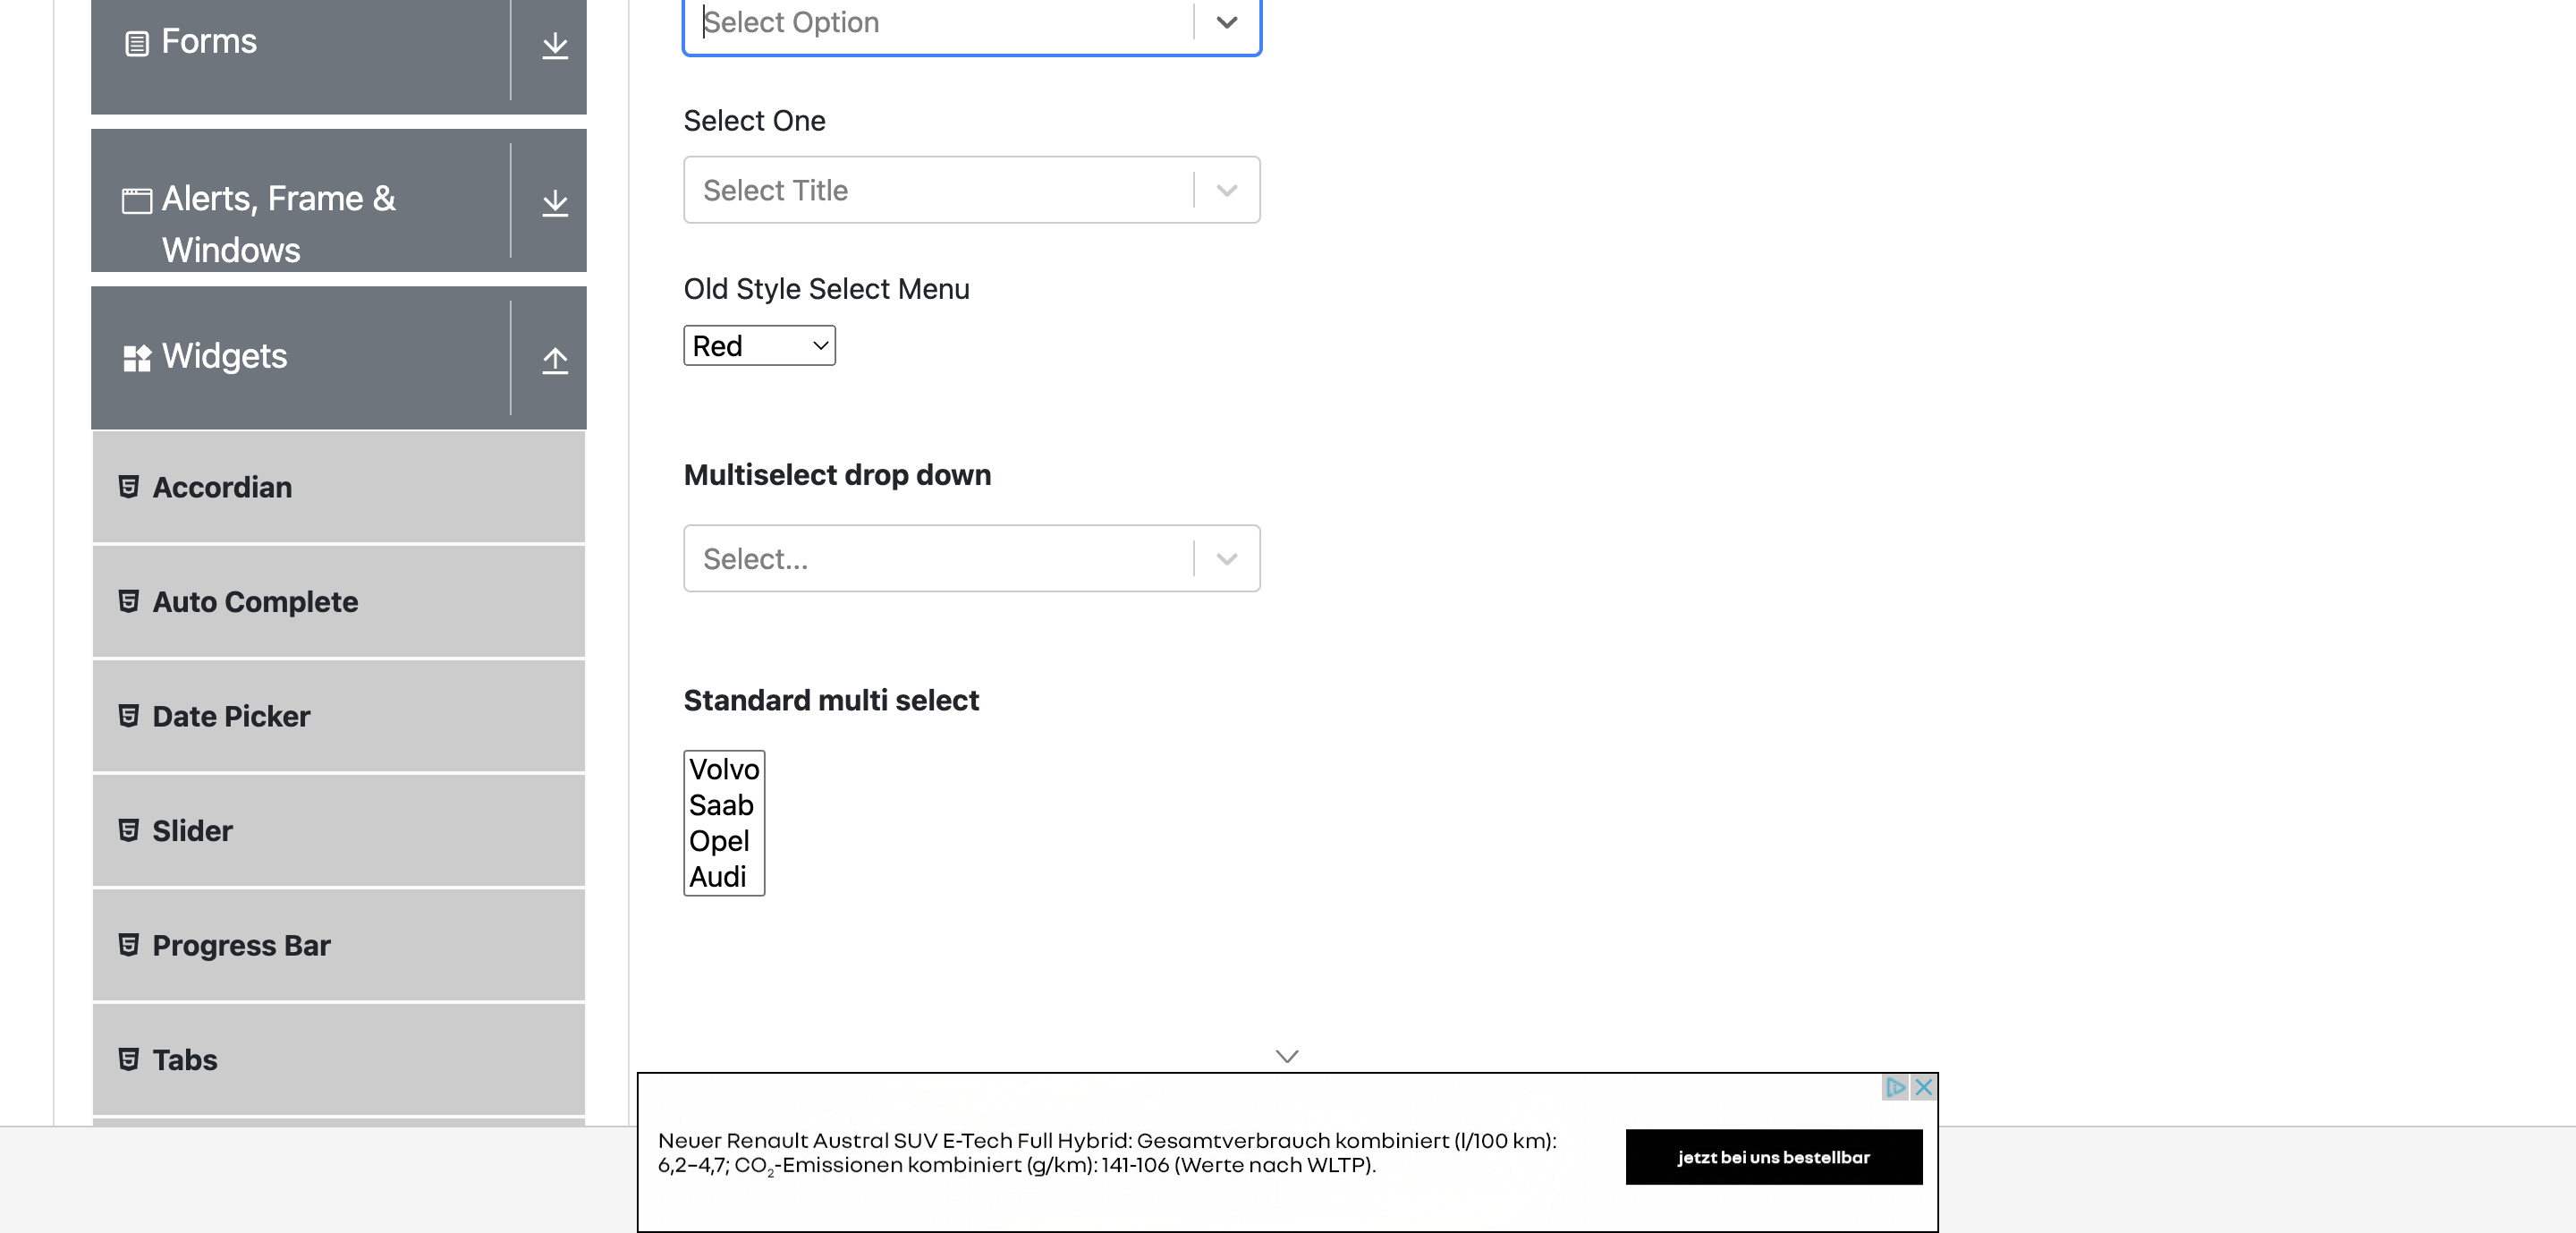 Forms
Alerts, Frame &
Windows
Widgets
Accordian
Auto Complete
Date Picker
Slider
Progress Bar
Tabs
Select Option
Select One
Select Title
Old Style Select Menu
Red
Multiselect drop down
Select...
Standard multi select
Volvo
Saab
Opel
Audi
Neuer Renault Austral SUV E-Tech Full Hybrid: Gesamtverbrauch kombiniert (l/100 km):
6,2–4,7; CO₂-Emissionen kombiniert (g/km): 141-106 (Werte nach WLTP).
jetzt bei uns bestellbar